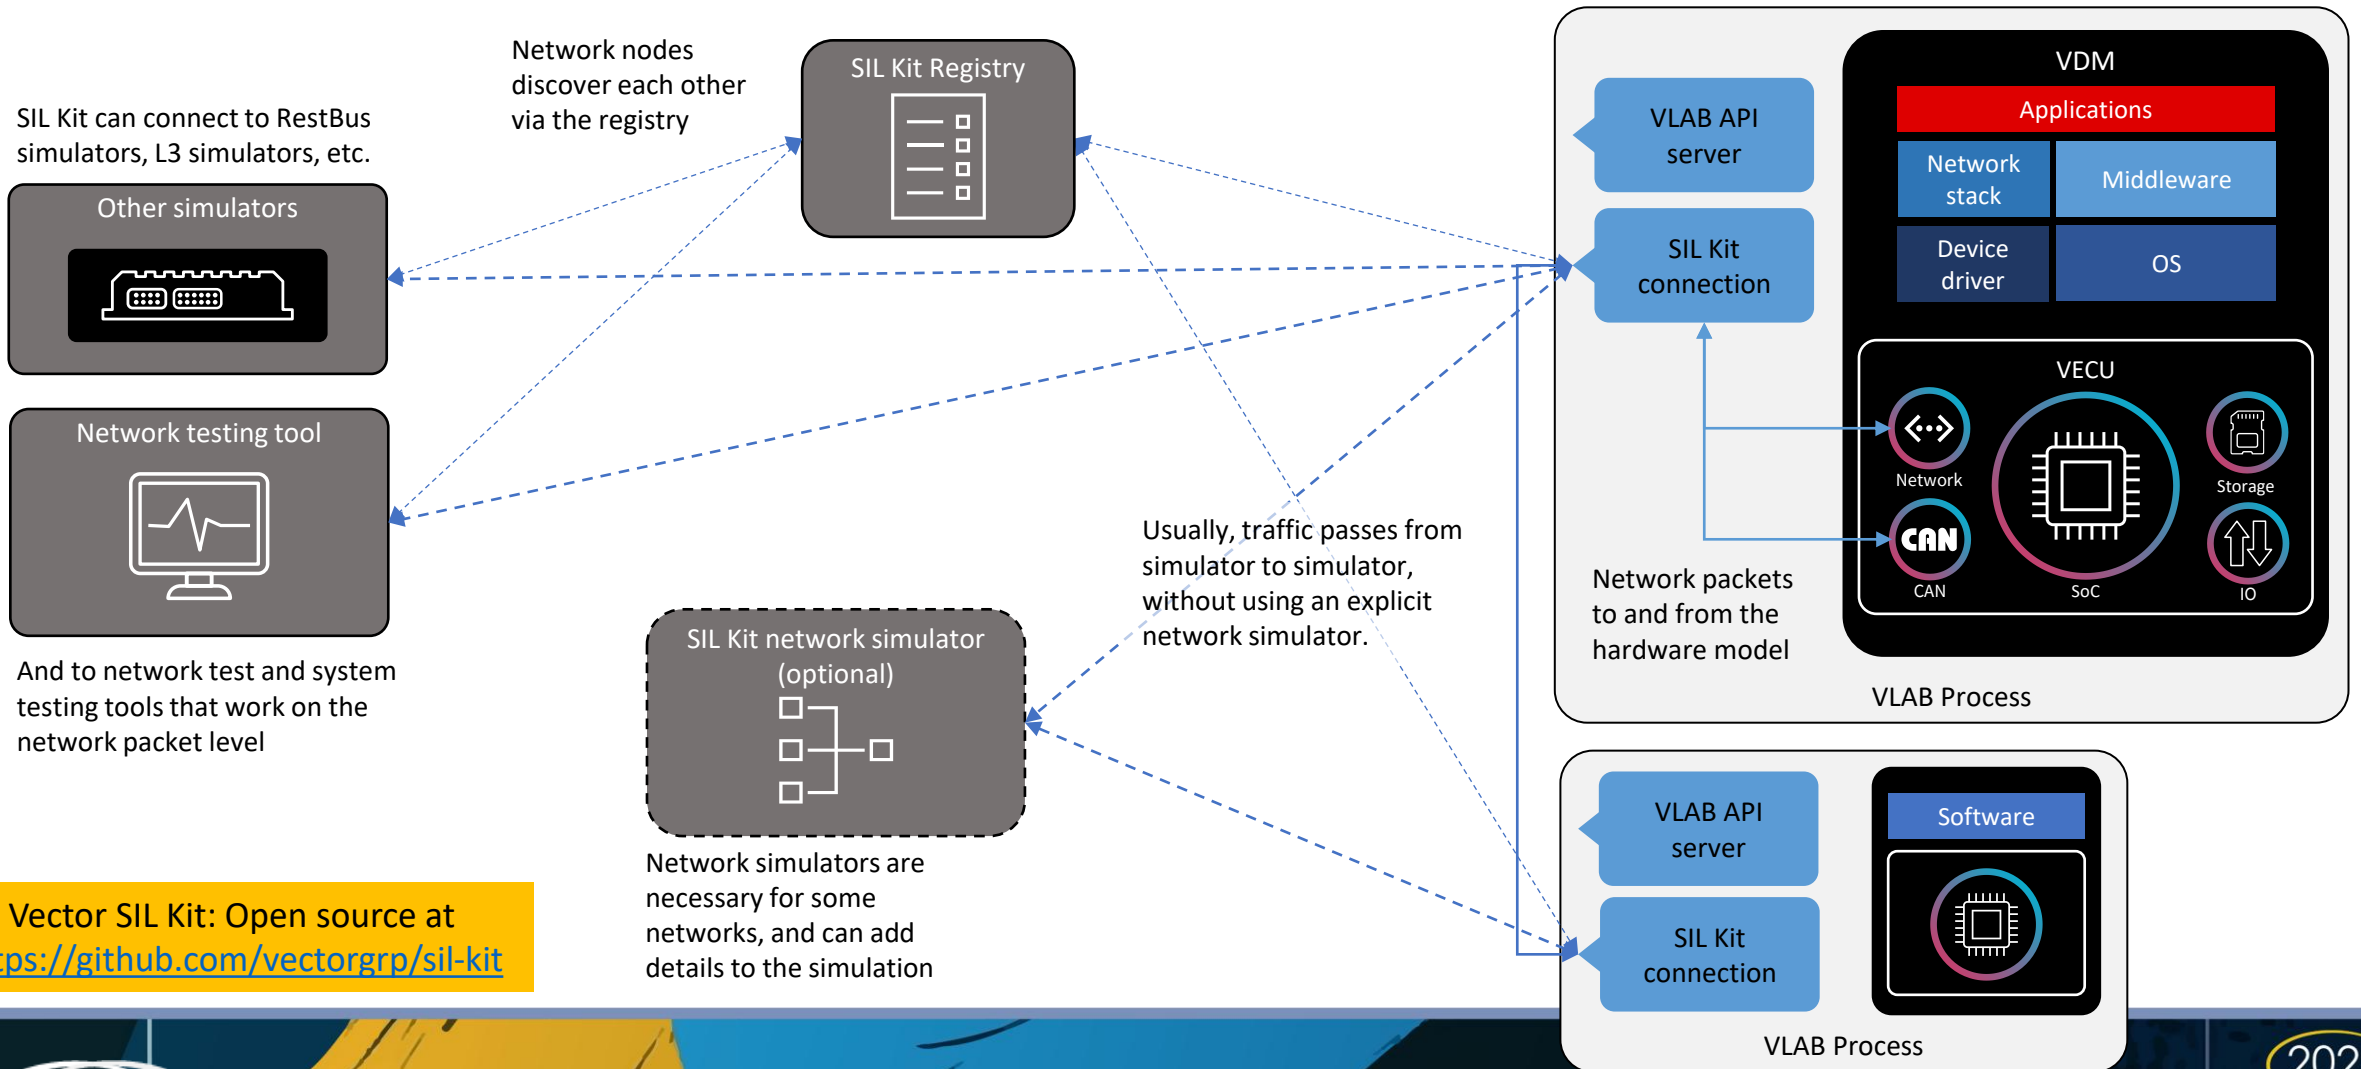 Network nodes
discover each other
via the registry
SIL Kit Registry
SIL Kit can connect to RestBus
simulators, L3 simulators, etc.
Other simulators
Network testing tool
And to network test and system
testing tools that work on the
network packet level
SIL Kit network simulator
(optional)
Network simulators are
necessary for some
networks, and can add
details to the simulation
Usually, traffic passes from
simulator to simulator,
without using an explicit
network simulator.
VLAB API
server
SIL Kit
connection
Network packets
to and from the
hardware model
VDM
Applications
Network
stack
Middleware
Device
driver
OS
VECU
Network
Storage
CAN
CAN
SoC
IO
VLAB Process
VLAB API
server
SIL Kit
connection
Software
VLAB Process
Vector SIL Kit: Open source at
tps://github.com/vectorgrp/sil-kit
202